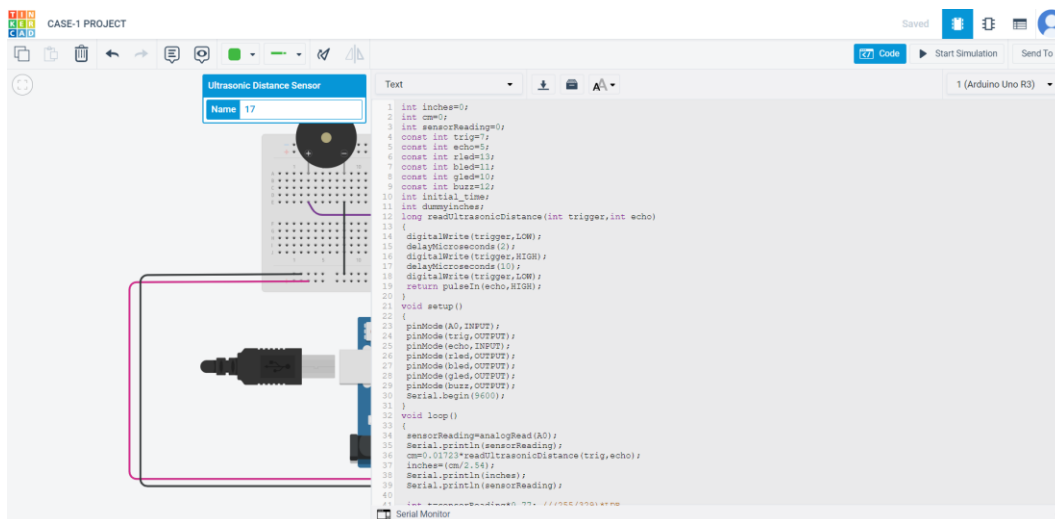 TIN
KER
CAD
CASE-1 PROJECT
Saved
Code
Start Simulation
Send To
Ultrasonic Distance Sensor
Name 17
Text
1 (Arduino Uno R3)
1 int inches=0;
2 int cm=0;
3 int sensorReading=0;
4 const int trig=7;
5 const int echo=5;
6 const int rled=13;
7 const int bled=11;
8 const int gled=10;
9 const int buzz=12;
10 int initial_time;
11 int dummyinches;
12 long readUltrasonicDistance(int trigger,int echo)
13 {
14 digitalWrite(trigger,LOW);
15 delayMicroseconds(2);
16 digitalWrite(trigger,HIGH);
17 delayMicroseconds(10);
18 digitalWrite(trigger,LOW);
19 return pulseIn(echo,HIGH);
20 }
21 void setup()
22 {
23 pinMode(A0,INPUT);
24 pinMode(trig,OUTPUT);
25 pinMode(echo,INPUT);
26 pinMode(rled,OUTPUT);
27 pinMode(bled,OUTPUT);
28 pinMode(gled,OUTPUT);
29 pinMode(buzz,OUTPUT);
30 Serial.begin(9600);
31 }
32 void loop()
33 {
34 sensorReading=analogRead(A0);
35 Serial.println(sensorReading);
36 cm=0.01723*readUltrasonicDistance(trig,echo);
37 inches=(cm/2.54);
38 Serial.println(inches);
39 Serial.println(sensorReading);
40
Serial Monitor